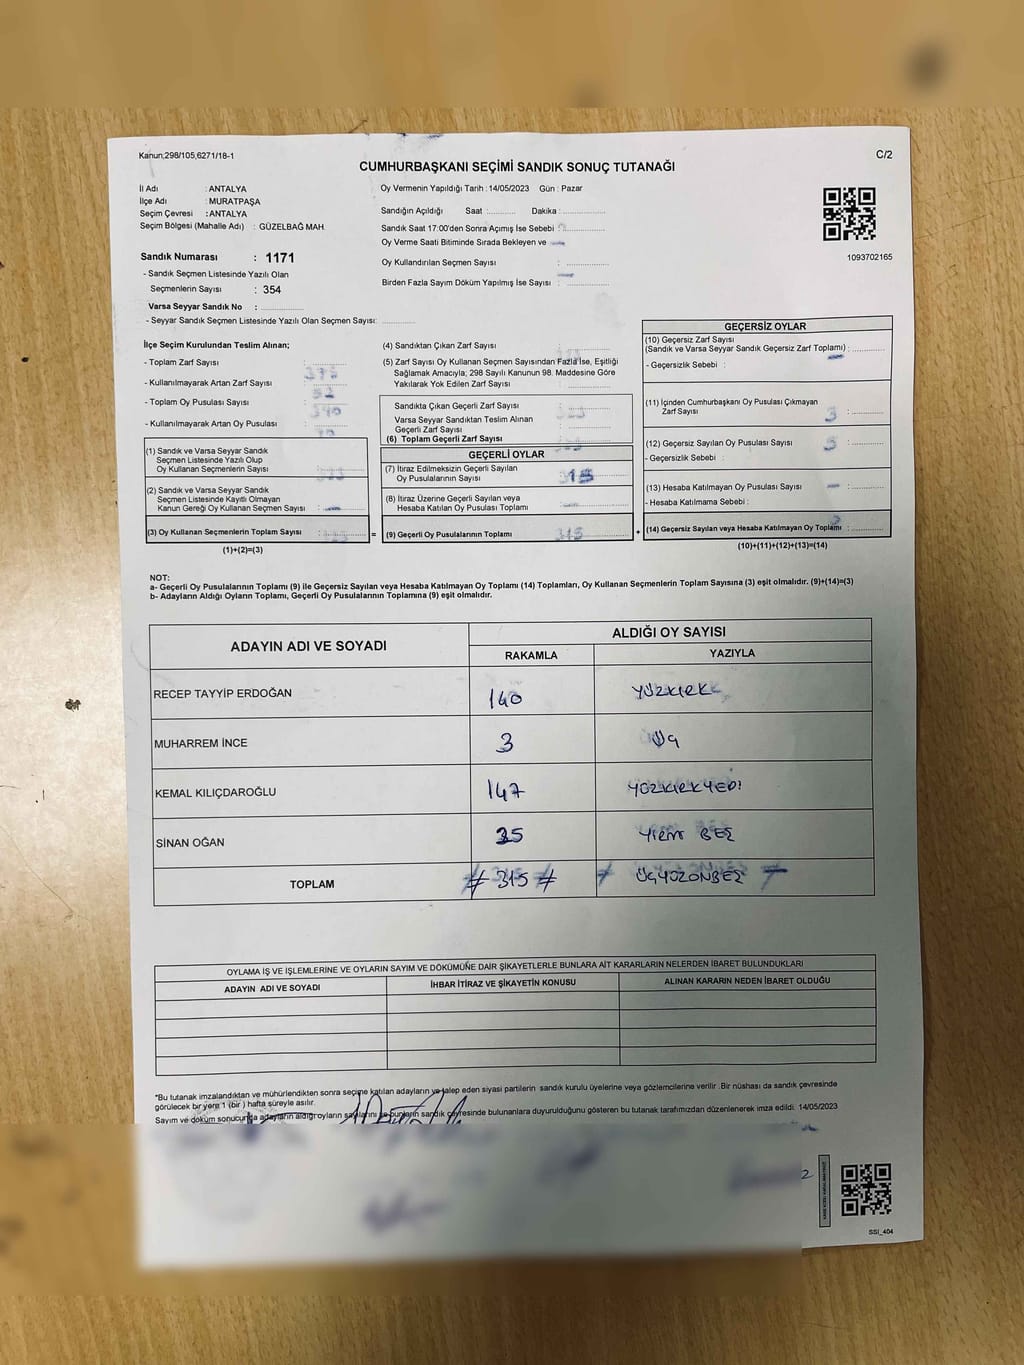 Kanun;298/105,6271/18-1
C/2
CUMHURBAŞKANI SEÇİMİ SANDIK SONUÇ TUTANAĞI
İl Adı : ANTALYA
İlçe Adı : MURATPAŞA
Seçim Çevresi : ANTALYA
Seçim Bölgesi (Mahalle Adı) : GÜZELBAĞ MAH.
Sandık Numarası : 1171
- Sandık Seçmen Listesinde Yazılı Olan
Seçmenlerin Sayısı : 354
Varsa Seyyar Sandık No : ............
- Seyyar Sandık Seçmen Listesinde Yazılı Olan Seçmen Sayısı: ............
Oy Vermenin Yapıldığı Tarih : 14/05/2023 Gün : Pazar
Sandığın Açıldığı Saat :.......... Dakika :..............
Sandık Saat 17:00'den Sonra Açımış İse Sebebi :..............
Oy Verme Saati Bitiminde Sırada Bekleyen ve
Oy Kullandırılan Seçmen Sayısı : ..............
Birden Fazla Sayım Döküm Yapılmış İse Sayısı : ..............
1093702165
İlçe Seçim Kurulundan Teslim Alınan;
- Toplam Zarf Sayısı :
- Kullanılmayarak Artan Zarf Sayısı : 52
- Toplam Oy Pusulası Sayısı : 340
- Kullanılmayarak Artan Oy Pusulası :
(1) Sandık ve Varsa Seyyar Sandık
Seçmen Listesinde Yazılı Olup
Oy Kullanan Seçmenlerin Sayısı :
(2) Sandık ve Varsa Seyyar Sandık
Seçmen Listesinde Kayıtlı Olmayan
Kanun Gereği Oy Kullanan Seçmen Sayısı : —
(3) Oy Kullanan Seçmenlerin Toplam Sayısı :
(1)+(2)=(3)
(4) Sandıktan Çıkan Zarf Sayısı :
(5) Zarf Sayısı Oy Kullanan Seçmen Sayısından Fazla İse, Eşitliği
Sağlamak Amacıyla; 298 Sayılı Kanunun 98. Maddesine Göre
Yakılarak Yok Edilen Zarf Sayısı :
Sandıkta Çıkan Geçerli Zarf Sayısı :
Varsa Seyyar Sandıktan Teslim Alınan
Geçerli Zarf Sayısı :
(6) Toplam Geçerli Zarf Sayısı :
GEÇERLİ OYLAR
(7) İtiraz Edilmeksizin Geçerli Sayılan
Oy Pusulalarının Sayısı : 315
(8) İtiraz Üzerine Geçerli Sayılan veya
Hesaba Katılan Oy Pusulası Toplamı : —
= (9) Geçerli Oy Pusulalarının Toplamı : 315 +
GEÇERSİZ OYLAR
(10) Geçersiz Zarf Sayısı
(Sandık ve Varsa Seyyar Sandık Geçersiz Zarf Toplamı) : —
- Geçersizlik Sebebi :
(11) İçinden Cumhurbaşkanı Oy Pusulası Çıkmayan
Zarf Sayısı : 3
(12) Geçersiz Sayılan Oy Pusulası Sayısı : 5
- Geçersizlik Sebebi :
(13) Hesaba Katılmayan Oy Pusulası Sayısı : —
- Hesaba Katılmama Sebebi :
(14) Geçersiz Sayılan veya Hesaba Katılmayan Oy Toplamı :
(10)+(11)+(12)+(13)=(14)
NOT:
a- Geçerli Oy Pusulalarının Toplamı (9) ile Geçersiz Sayılan veya Hesaba Katılmayan Oy Toplamı (14) Toplamları, Oy Kullanan Seçmenlerin Toplam Sayısına (3) eşit olmalıdır. (9)+(14)=(3)
b- Adayların Aldığı Oyların Toplamı, Geçerli Oy Pusulalarının Toplamına (9) eşit olmalıdır.
ADAYIN ADI VE SOYADI ALDIĞI OY SAYISI
RAKAMLA YAZIYLA
RECEP TAYYİP ERDOĞAN 140 YÜZKIRK
MUHARREM İNCE 3 Üç
KEMAL KILIÇDAROĞLU 147 YÜZKIRKYEDİ
SİNAN OĞAN 25 YİRMİ BEŞ
TOPLAM # 315 # ÜÇYÜZONBEŞ
OYLAMA İŞ VE İŞLEMLERİNE VE OYLARIN SAYIM VE DÖKÜMÜNE DAİR ŞİKAYETLERLE BUNLARA AİT KARARLARIN NELERDEN İBARET BULUNDUKLARI
ADAYIN ADI VE SOYADI İHBAR İTİRAZ VE ŞİKAYETİN KONUSU ALINAN KARARIN NEDEN İBARET OLDUĞU
*Bu tutanak imzalandıktan ve mühürlendikten sonra seçime katılan adayların ve talep eden siyasi partilerin sandık kurulu üyelerine veya gözlemcilerine verilir .Bir nüshası da sandık çevresinde
görülecek bir yere 1 (bir ) hafta süreyle asılır.
Sayım ve döküm sonucunda adayların aldığı oyların sayılarını ve bunların sandık çevresinde bulunanlara duyurulduğunu gösteren bu tutanak tarafımızdan düzenlenerek imza edildi. 14/05/2023
SSİ_404